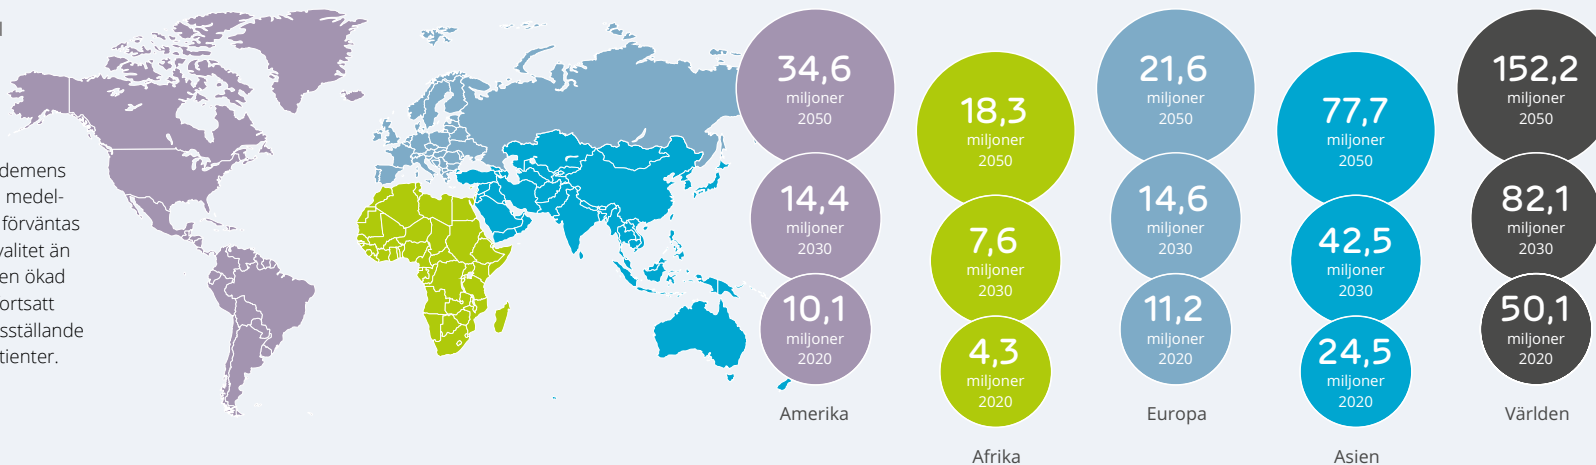 demens
medel-
förväntas
valitet än
en ökad
ortsatt
sställande
tienter.
34,6
miljoner
2050
14,4
miljoner
2030
10,1
miljoner
2020
Amerika
18,3
miljoner
2050
7,6
miljoner
2030
4,3
miljoner
2020
Afrika
21,6
miljoner
2050
14,6
miljoner
2030
11,2
miljoner
2020
Europa
77,7
miljoner
2050
42,5
miljoner
2030
24,5
miljoner
2020
Asien
152,2
miljoner
2050
82,1
miljoner
2030
50,1
miljoner
2020
Världen